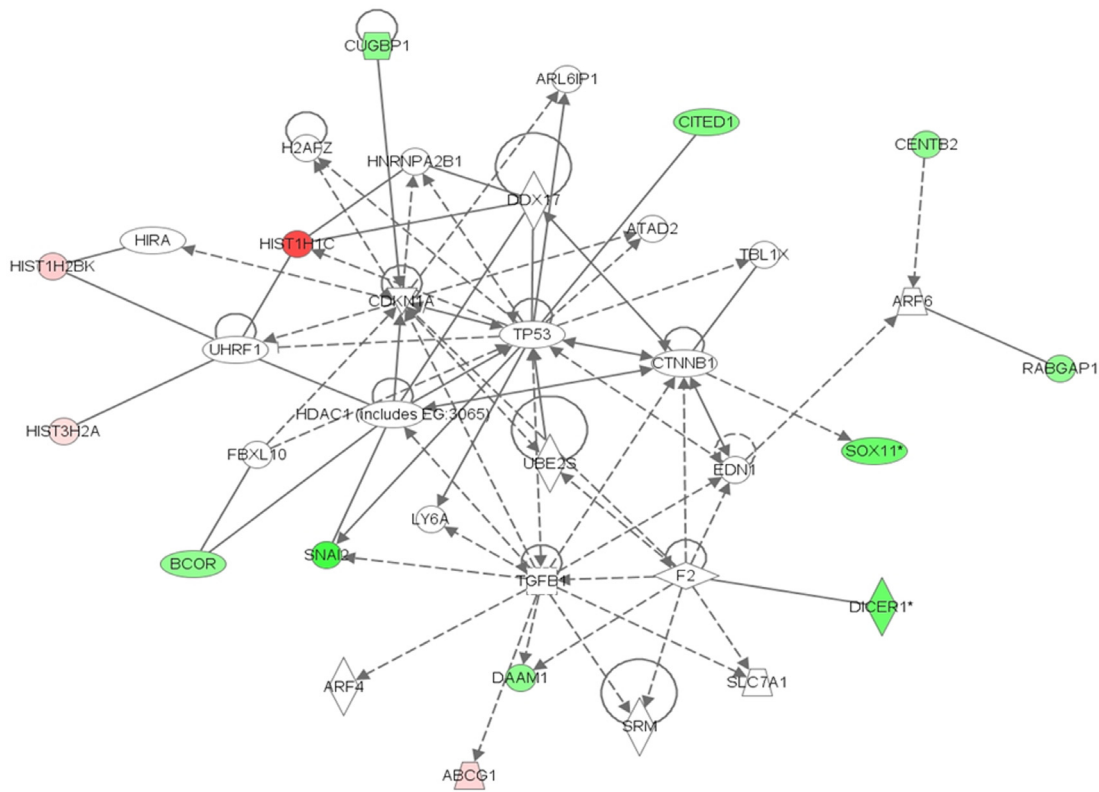 CUGBP1
ARL6IP1
CITED1
CENTB2
H2AFZ
HNRNPA2B1
DDX17
ATAD2
HIRA
HIST1H1C
TBL1X
HIST1H2BK
CDKN1A
ARF6
TP53
UHRF1
CTNNB1
RABGAP1
HDAC1 (includes EG:3065)
HIST3H2A
FBXL10
SOX11*
UBE2S
EDN1
LY6A
SNAI2
BCOR
TGFB1
F2
DICER1*
DAAM1
SLC7A1
ARF4
SRM
ABCG1